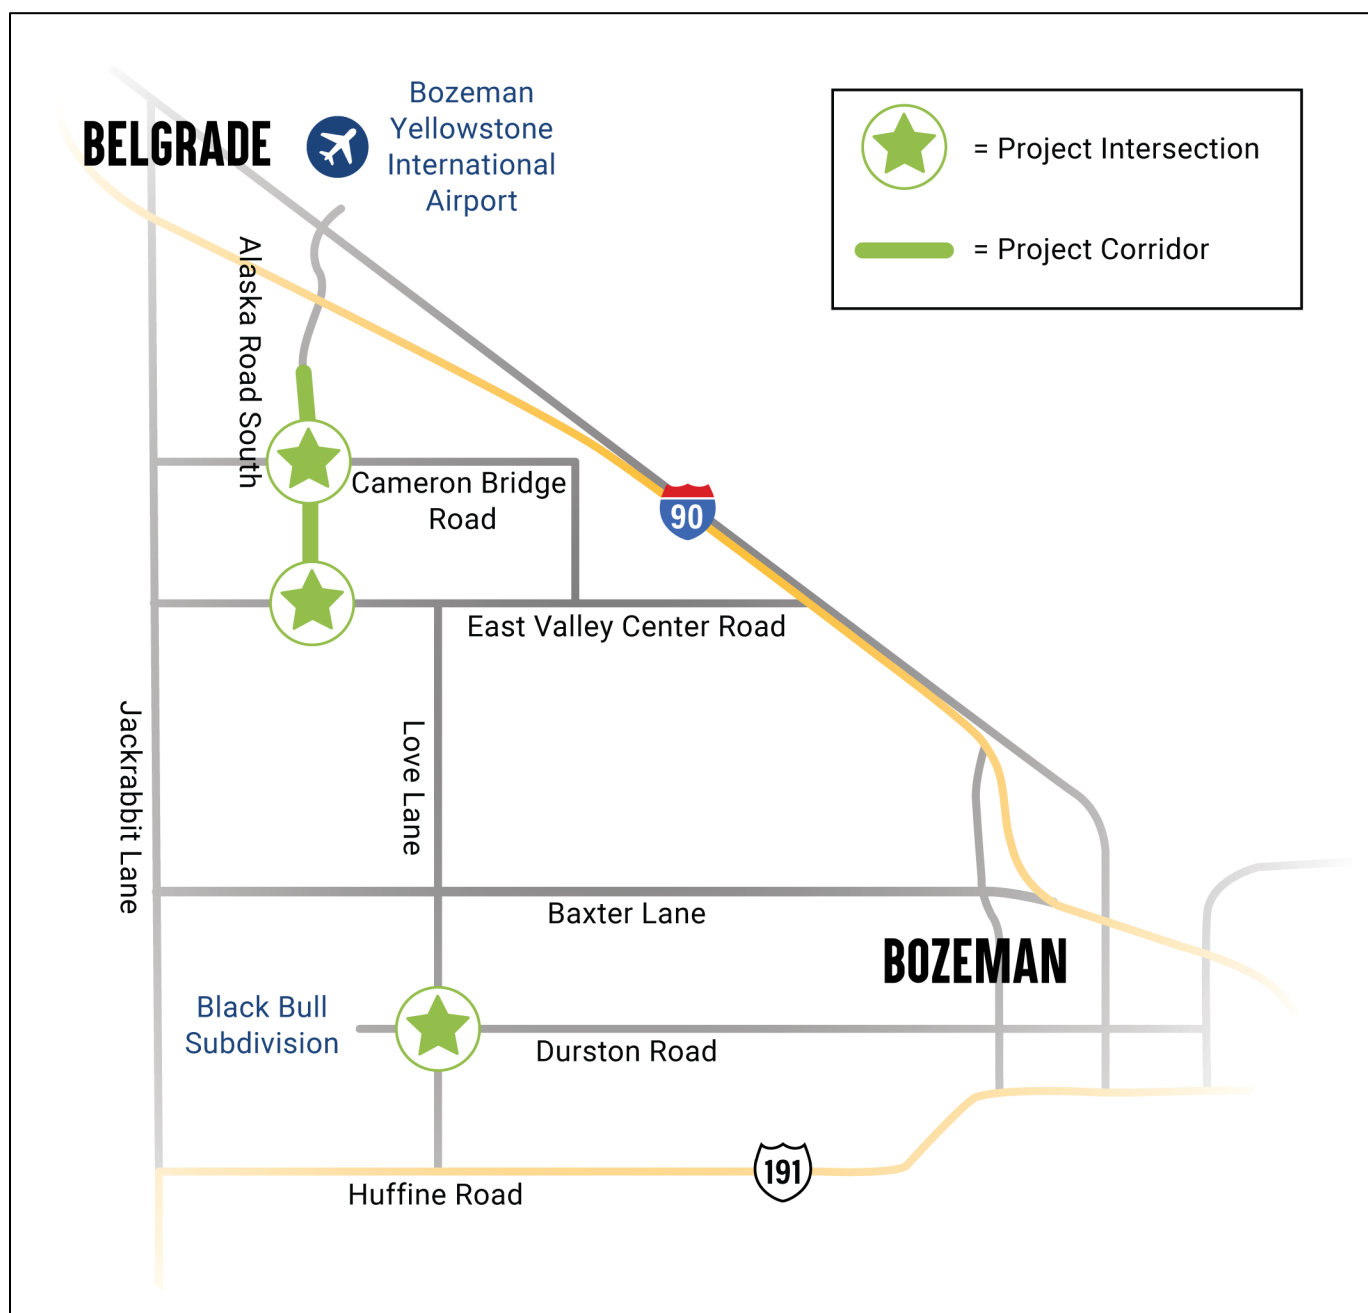 Bozeman
Yellowstone
International
Airport
BELGRADE
= Project Intersection
= Project Corridor
Alaska Road South
Cameron Bridge
Road
90
East Valley Center Road
Jackrabbit Lane
Love Lane
Baxter Lane
BOZEMAN
Black Bull
Subdivision
Durston Road
191
Huffine Road